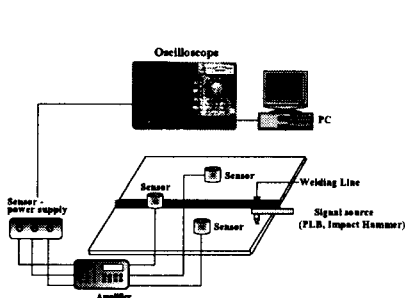 Oscilloscope
PC
Sensor
Sensor
Welding Line
Sensor -
power supply
Sensor
Signal source
(PLB, Impact Hammer)
Amplifier